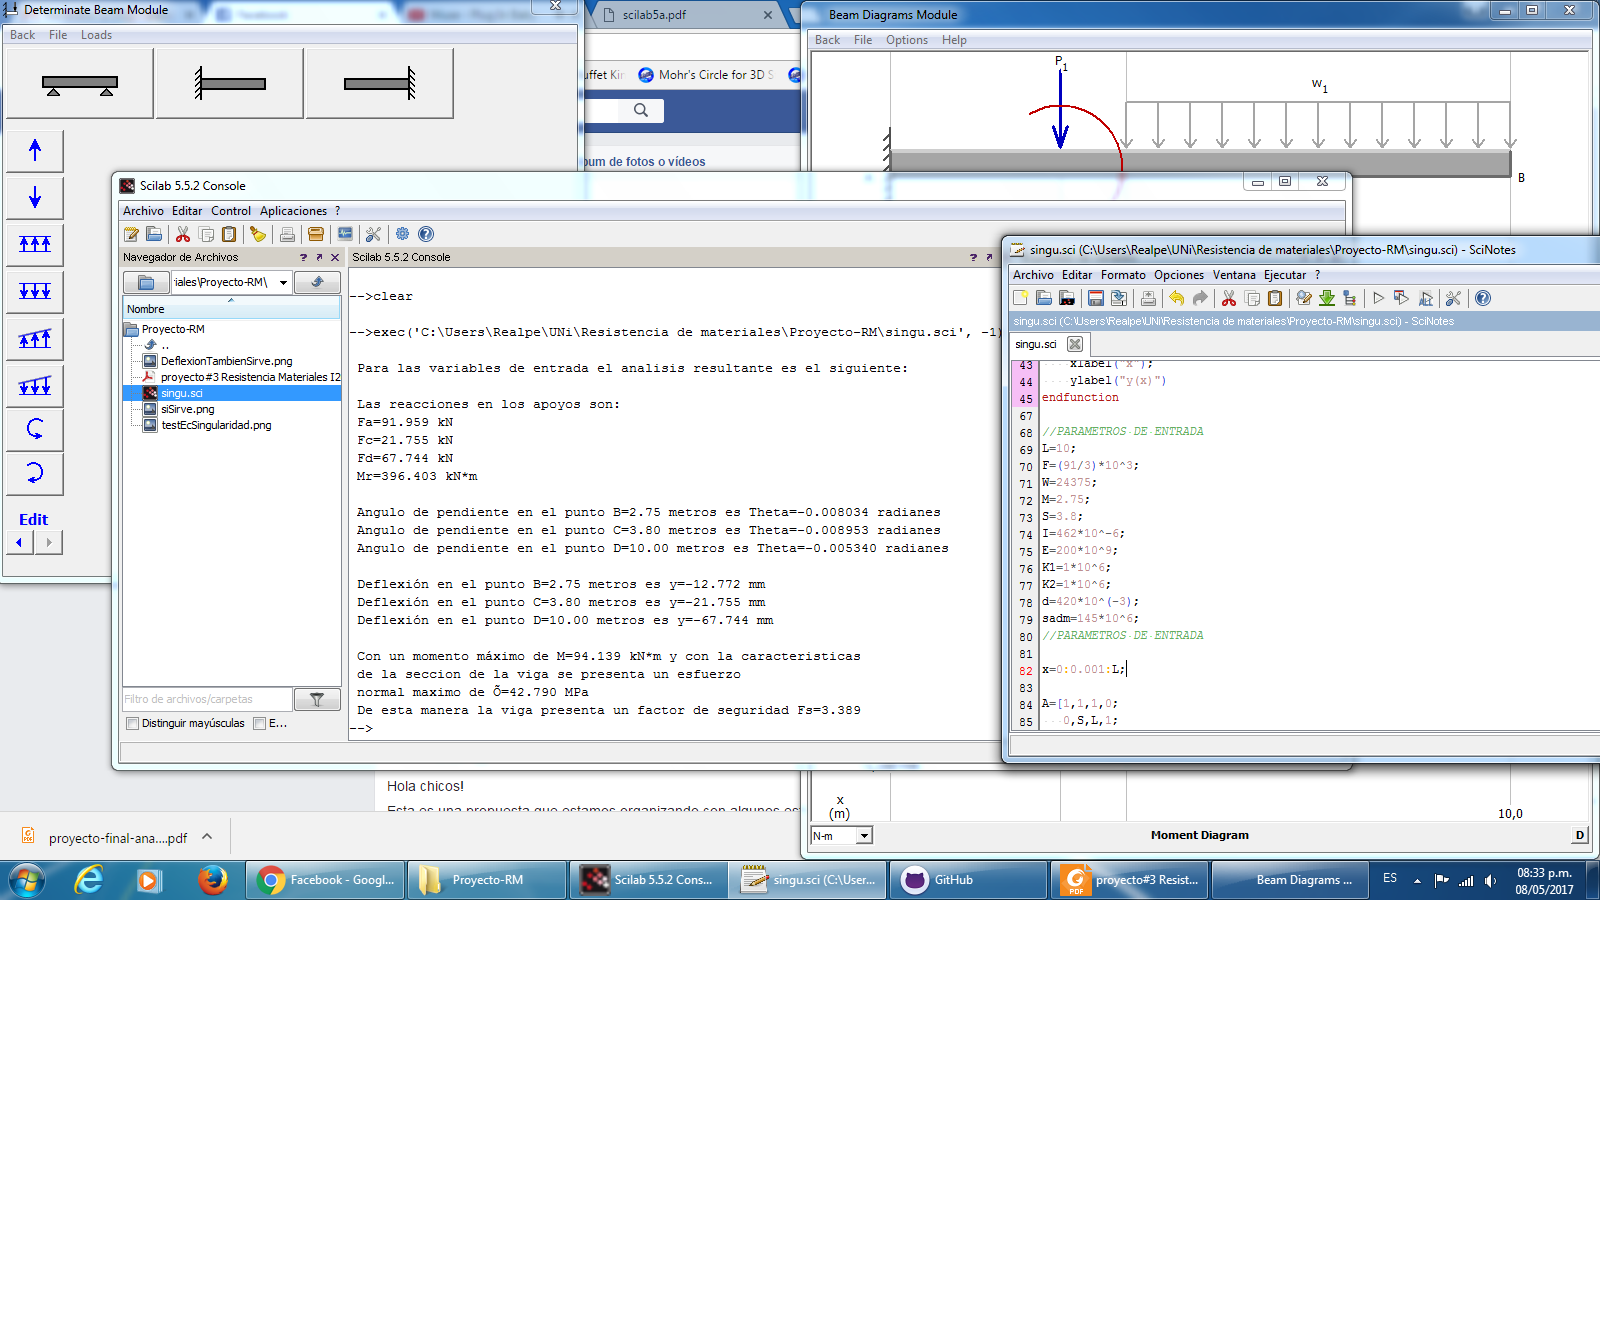 Determinate Beam Module
Back File Loads
Edit
scilab5a.pdf
uffet Kin
Mohr's Circle for 3D S
bum de fotos o vídeos
Beam Diagrams Module
Back File Options Help
P1
w1
B
x
(m)
10,0
N-m
Moment Diagram
D
Scilab 5.5.2 Console
Archivo Editar Control Aplicaciones ?
Navegador de Archivos ? ↗ ✕
Scilab 5.5.2 Console ? ↗
iales\Proyecto-RM\
Nombre
Proyecto-RM
..
DeflexionTambienSirve.png
proyecto#3 Resistencia Materiales I2
singu.sci
siSirve.png
testEcSingularidad.png
Filtro de archivos/carpetas
Distinguir mayúsculas E...
-->clear
-->exec('C:\Users\Realpe\UNi\Resistencia de materiales\Proyecto-RM\singu.sci', -1)
Para las variables de entrada el analisis resultante es el siguiente:
Las reacciones en los apoyos son:
Fa=91.959 kN
Fc=21.755 kN
Fd=67.744 kN
Mr=396.403 kN*m
Angulo de pendiente en el punto B=2.75 metros es Theta=-0.008034 radianes
Angulo de pendiente en el punto C=3.80 metros es Theta=-0.008953 radianes
Angulo de pendiente en el punto D=10.00 metros es Theta=-0.005340 radianes
Deflexión en el punto B=2.75 metros es y=-12.772 mm
Deflexión en el punto C=3.80 metros es y=-21.755 mm
Deflexión en el punto D=10.00 metros es y=-67.744 mm
Con un momento máximo de M=94.139 kN*m y con la caracteristicas
de la seccion de la viga se presenta un esfuerzo
normal maximo de Õ=42.790 MPa
De esta manera la viga presenta un factor de seguridad Fs=3.389
-->
singu.sci (C:\Users\Realpe\UNi\Resistencia de materiales\Proyecto-RM\singu.sci) - SciNotes
Archivo Editar Formato Opciones Ventana Ejecutar ?
singu.sci (C:\Users\Realpe\UNi\Resistencia de materiales\Proyecto-RM\singu.sci) - SciNotes
singu.sci
43 xlabel("x");
44 ylabel("y(x)")
45 endfunction
67
68 //PARAMETROS DE ENTRADA
69 L=10;
70 F=(91/3)*10^3;
71 W=24375;
72 M=2.75;
73 S=3.8;
74 I=462*10^-6;
75 E=200*10^9;
76 K1=1*10^6;
77 K2=1*10^6;
78 d=420*10^(-3);
79 sadm=145*10^6;
80 //PARAMETROS DE ENTRADA
81
82 x=0:0.001:L;
83
84 A=[1,1,1,0;
85 0,S,L,1;
Hola chicos!
Esta es una propuesta que estamos organizando con algunos es
proyecto-final-ana....pdf
Facebook - Googl...
Proyecto-RM
Scilab 5.5.2 Cons...
singu.sci (C:\User...
GitHub
proyecto#3 Resist...
Beam Diagrams ...
ES
08:33 p.m.
08/05/2017